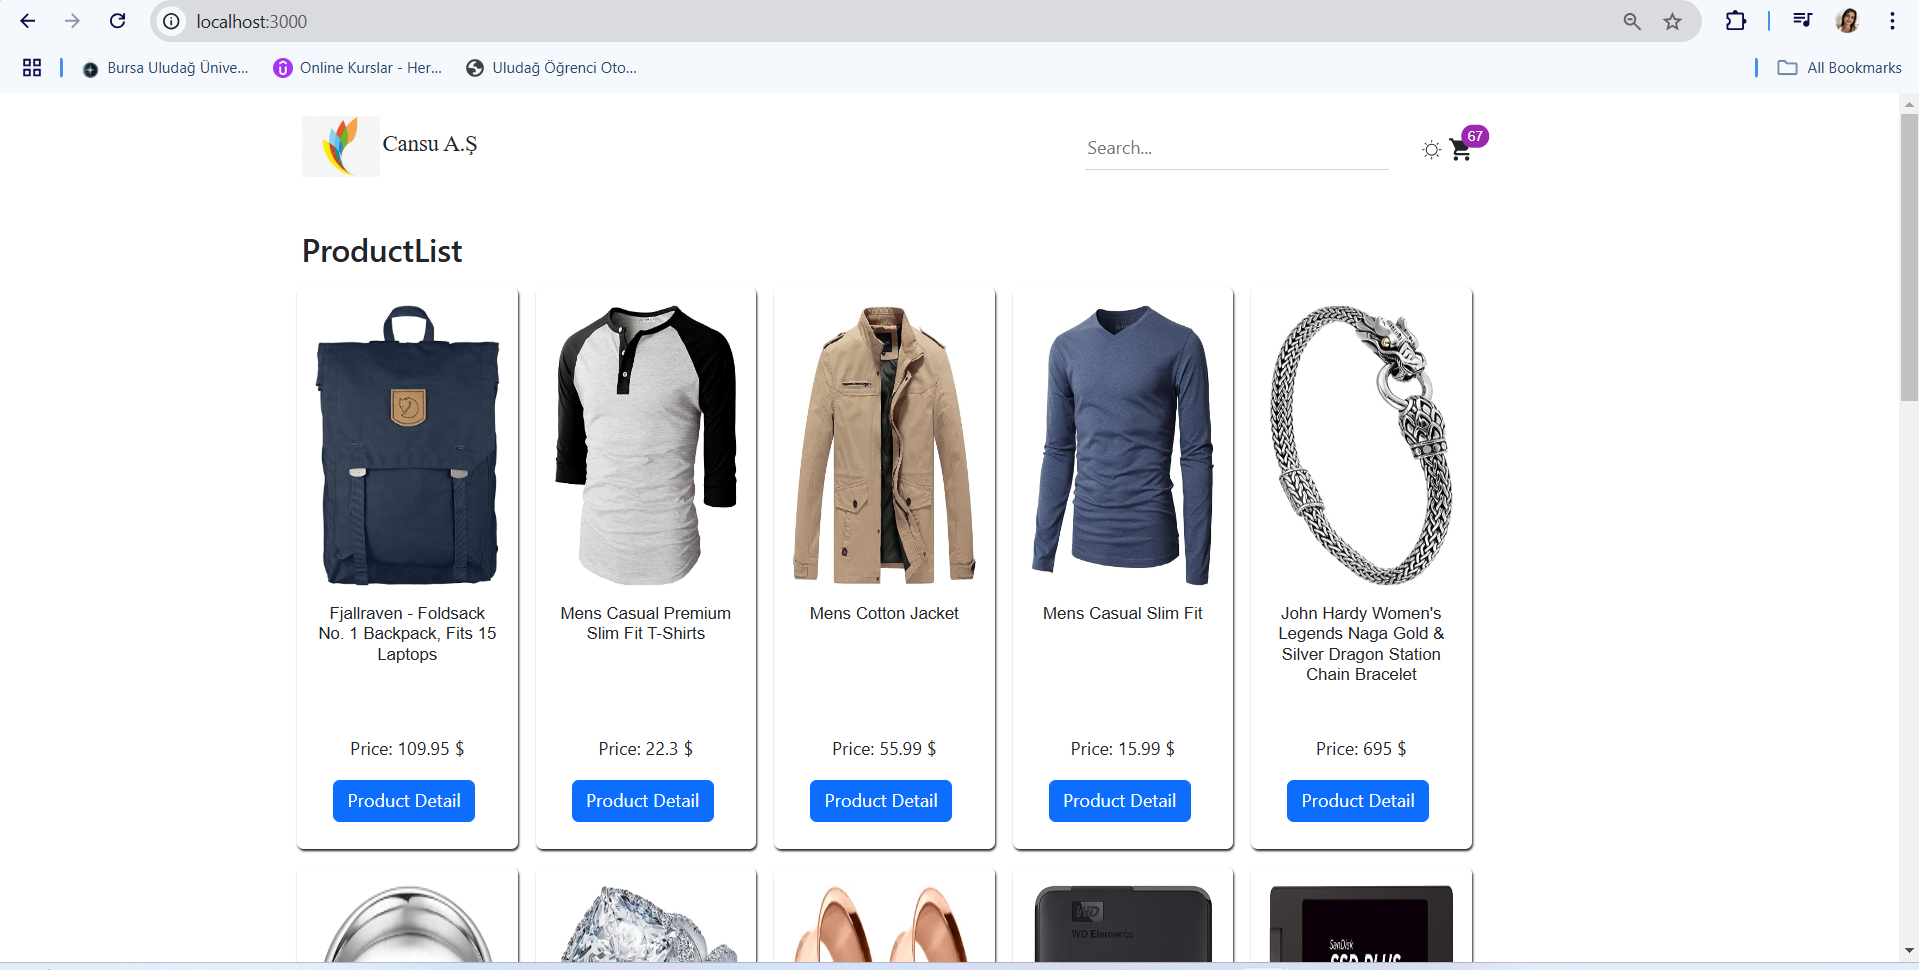 localhost:3000
Bursa Uludağ Ünive...
Online Kurslar - Her...
Uludağ Öğrenci Oto...
All Bookmarks
Cansu A.Ş
Search...
67
ProductList
Fjallraven - Foldsack
No. 1 Backpack, Fits 15
Laptops
Price: 109.95 $
Product Detail
Mens Casual Premium
Slim Fit T-Shirts
Price: 22.3 $
Product Detail
Mens Cotton Jacket
Price: 55.99 $
Product Detail
Mens Casual Slim Fit
Price: 15.99 $
Product Detail
John Hardy Women's
Legends Naga Gold &
Silver Dragon Station
Chain Bracelet
Price: 695 $
Product Detail
WD
WD Elements
SanDisk
SSD PLUS